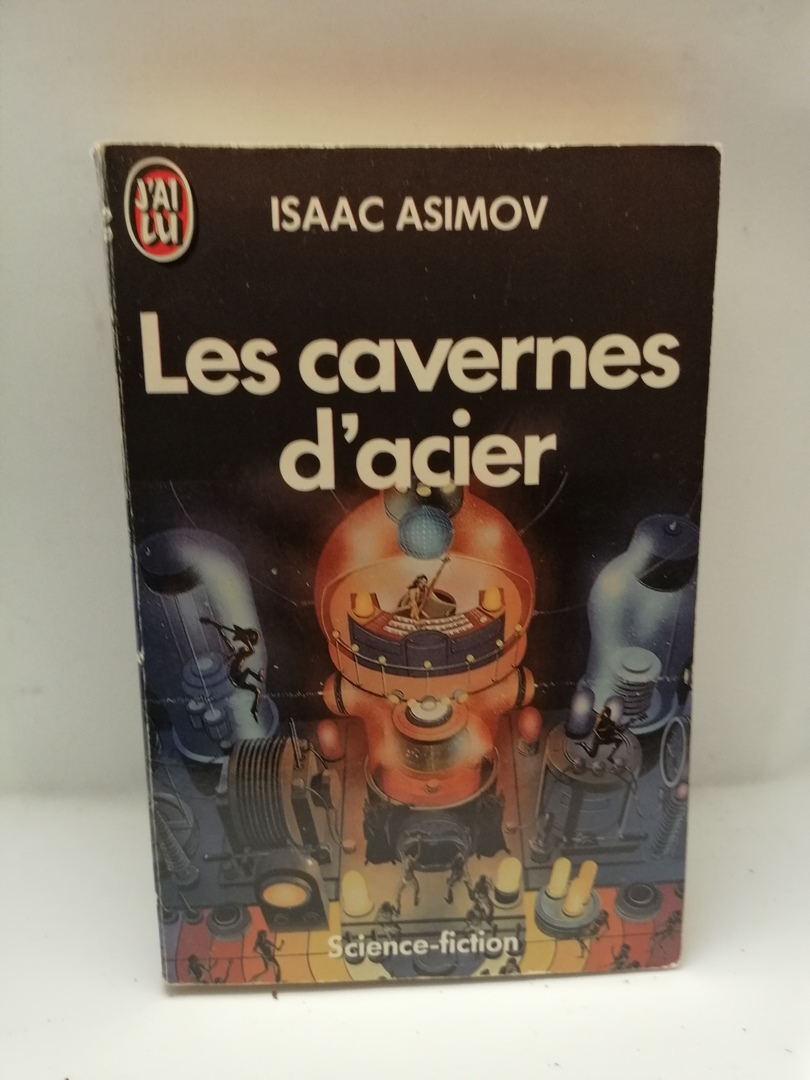 J'AI
LU
ISAAC ASIMOV
Les cavernes
d'acier
Science-fiction